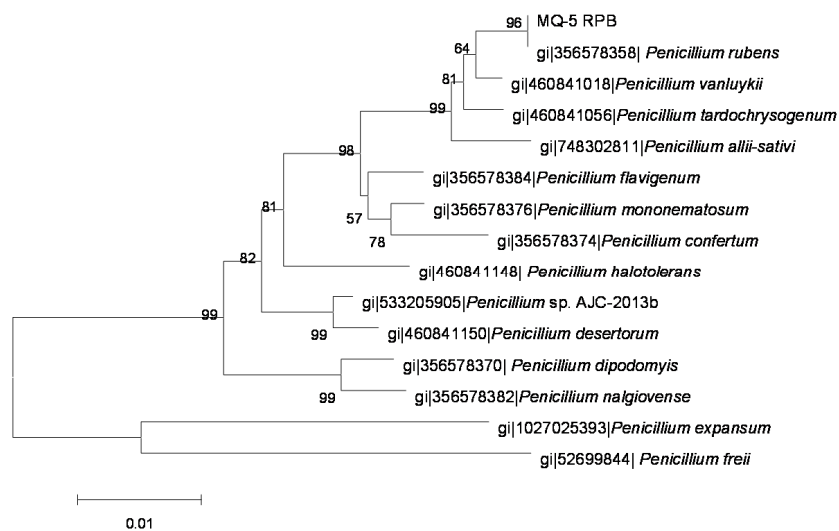 96
MQ-5 RPB
64
gi|356578358| Penicillium rubens
81
gi|460841018|Penicillium vanluykii
99
gi|460841056|Penicillium tardochrysogenum
gi|748302811|Penicillium allii-sativi
98
gi|356578384|Penicillium flavigenum
81
57
gi|356578376|Penicillium mononematosum
78
gi|356578374|Penicillium confertum
82
gi|460841148| Penicillium halotolerans
99
gi|533205905|Penicillium sp. AJC-2013b
99
gi|460841150|Penicillium desertorum
gi|356578370| Penicillium dipodomyis
99
gi|356578382|Penicillium nalgiovense
gi|1027025393|Penicillium expansum
gi|52699844| Penicillium freii
0.01